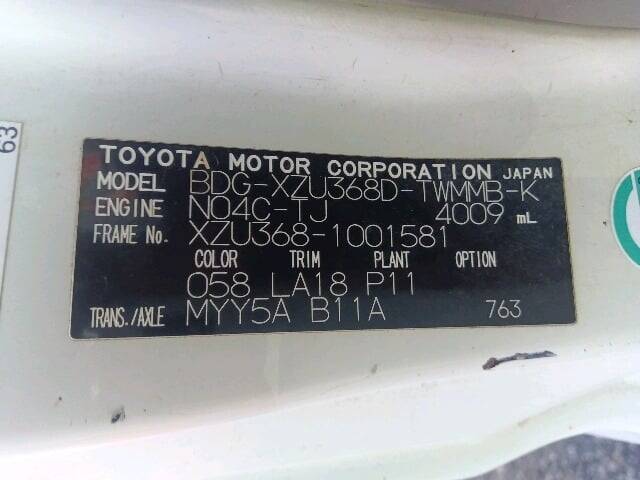 63
TOYOTA MOTOR CORPORATION JAPAN
MODEL BDG-XZU368D-TWMMB-K
ENGINE N04C-TJ 4009 mL
FRAME No. XZU368-1001581
COLOR TRIM PLANT OPTION
058 LA18 P11
TRANS./AXLE MYY5A B11A 763